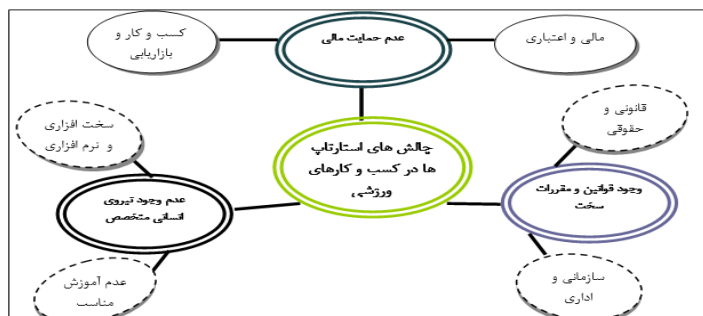 کسب و کار و
بازاریابی
عدم حمایت مالی
مالی و اعتباری
سخت افزاری
و نرم افزاری
قانونی و
حقوقی
چالش های استارتاپ
ها در کسب و کارهای
ورزشی
عدم وجود نیروی
انسانی متخصص
وجود قوانین و مقررات
سخت
عدم آموزش
مناسب
سازمانی و
اداری